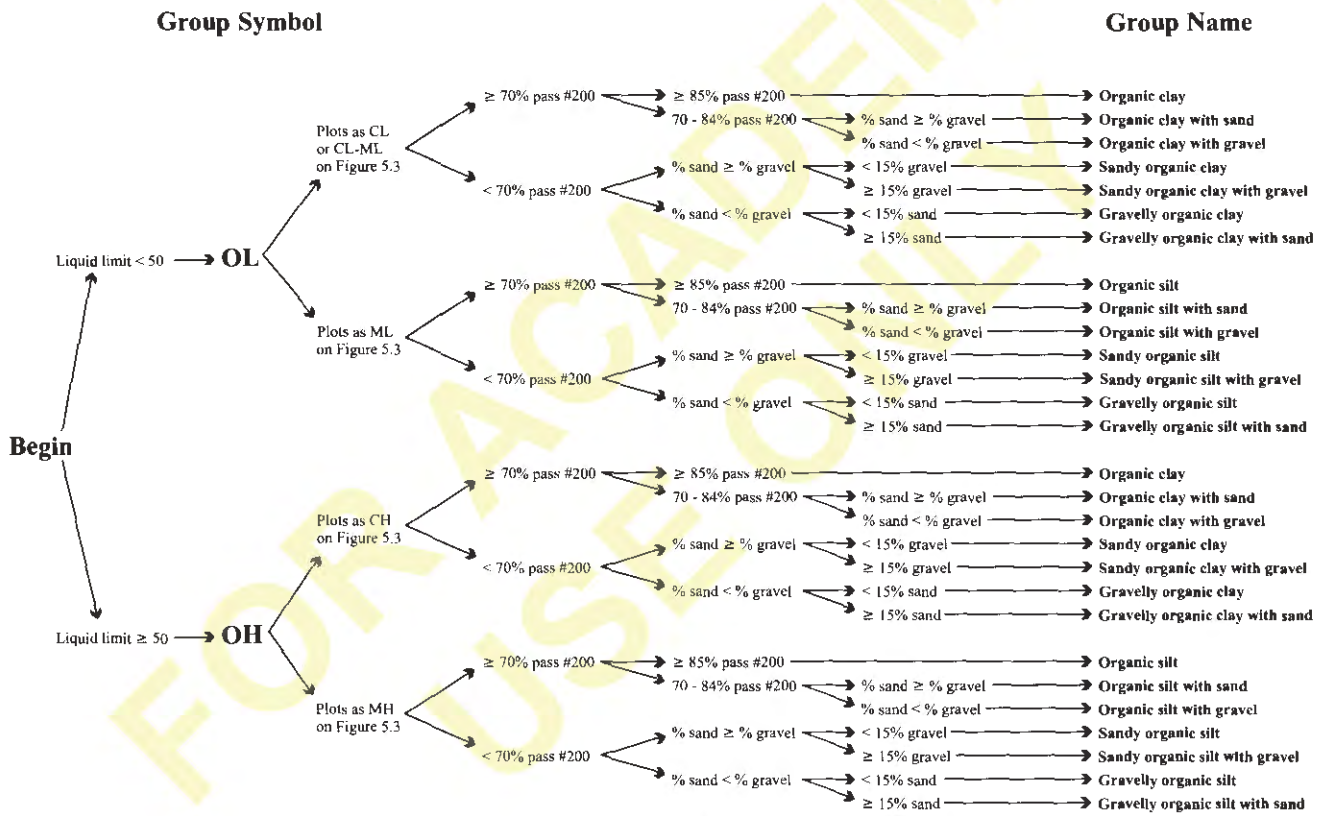 Group Symbol
Group Name
≥ 70% pass #200
≥ 85% pass #200
Organic clay
70 - 84% pass #200
% sand ≥ % gravel
Organic clay with sand
% sand < % gravel
Organic clay with gravel
Plots as CL
or CL-ML
on Figure 5.3
< 70% pass #200
% sand ≥ % gravel
< 15% gravel
Sandy organic clay
≥ 15% gravel
Sandy organic clay with gravel
% sand < % gravel
< 15% sand
Gravelly organic clay
≥ 15% sand
Gravelly organic clay with sand
Liquid limit < 50
OL
≥ 70% pass #200
≥ 85% pass #200
Organic silt
70 - 84% pass #200
% sand ≥ % gravel
Organic silt with sand
% sand < % gravel
Organic silt with gravel
Plots as ML
on Figure 5.3
< 70% pass #200
% sand ≥ % gravel
< 15% gravel
Sandy organic silt
≥ 15% gravel
Sandy organic silt with gravel
% sand < % gravel
< 15% sand
Gravelly organic silt
≥ 15% sand
Gravelly organic silt with sand
Begin
≥ 70% pass #200
≥ 85% pass #200
Organic clay
70 - 84% pass #200
% sand ≥ % gravel
Organic clay with sand
% sand < % gravel
Organic clay with gravel
Plots as CH
on Figure 5.3
< 70% pass #200
% sand ≥ % gravel
< 15% gravel
Sandy organic clay
≥ 15% gravel
Sandy organic clay with gravel
% sand < % gravel
< 15% sand
Gravelly organic clay
≥ 15% sand
Gravelly organic clay with sand
Liquid limit ≥ 50
OH
≥ 70% pass #200
≥ 85% pass #200
Organic silt
70 - 84% pass #200
% sand ≥ % gravel
Organic silt with sand
% sand < % gravel
Organic silt with gravel
Plots as MH
on Figure 5.3
< 70% pass #200
% sand ≥ % gravel
< 15% gravel
Sandy organic silt
≥ 15% gravel
Sandy organic silt with gravel
% sand < % gravel
< 15% sand
Gravelly organic silt
≥ 15% sand
Gravelly organic silt with sand
FOR ACADEM
USE ONLY